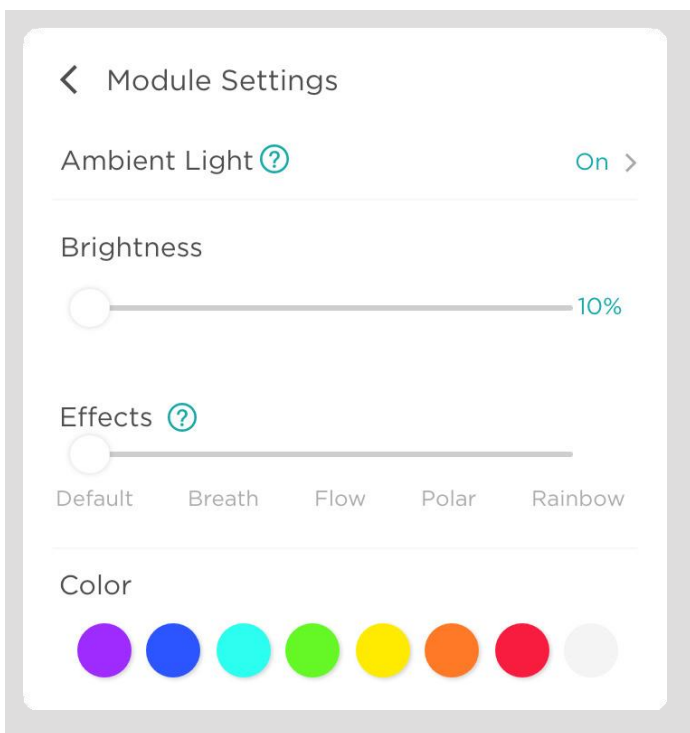 Module Settings
Ambient Light ?
On
Brightness
10%
Effects ?
Default Breath Flow Polar Rainbow
Color